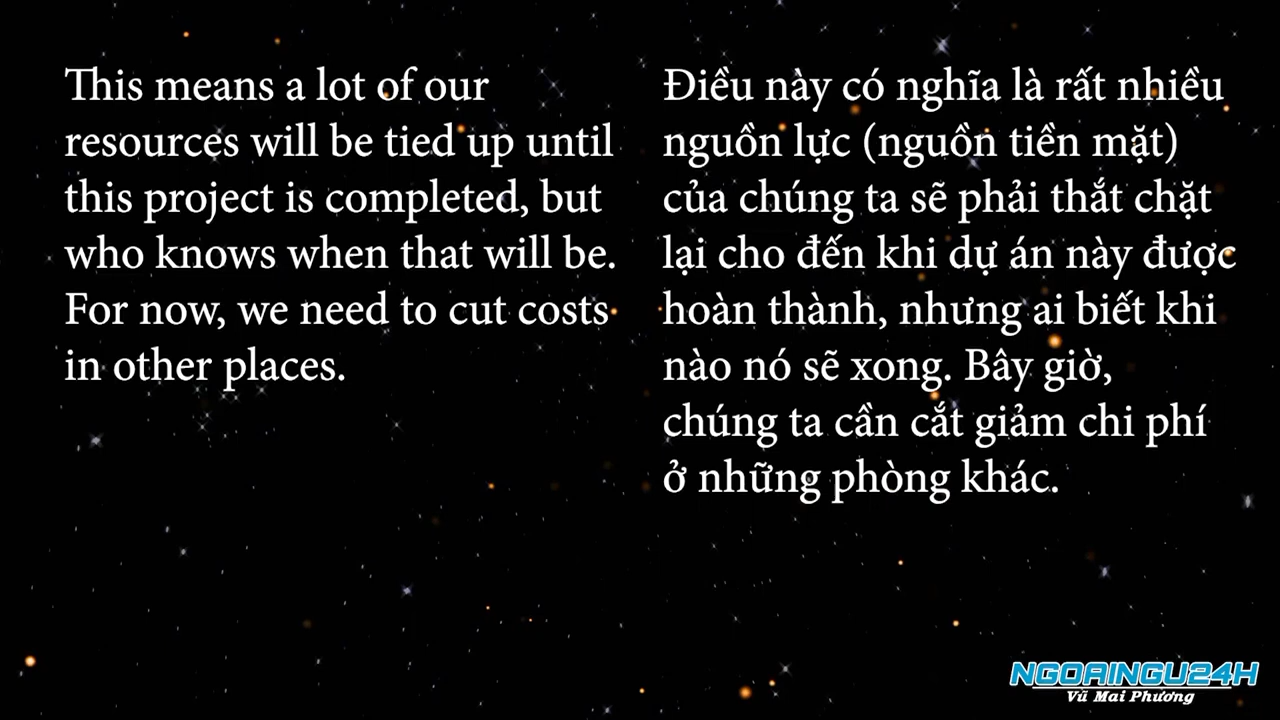 This means a lot of our
resources will be tied up until
this project is completed, but
who knows when that will be.
For now, we need to cut costs
in other places.
Điều này có nghĩa là rất nhiều
nguồn lực (nguồn tiền mặt)
của chúng ta sẽ phải thắt chặt
lại cho đến khi dự án này được
hoàn thành, nhưng ai biết khi
nào nó sẽ xong. Bây giờ,
chúng ta cần cắt giảm chi phí
ở những phòng khác.
NGOAINGU24H
Vũ Mai Phương